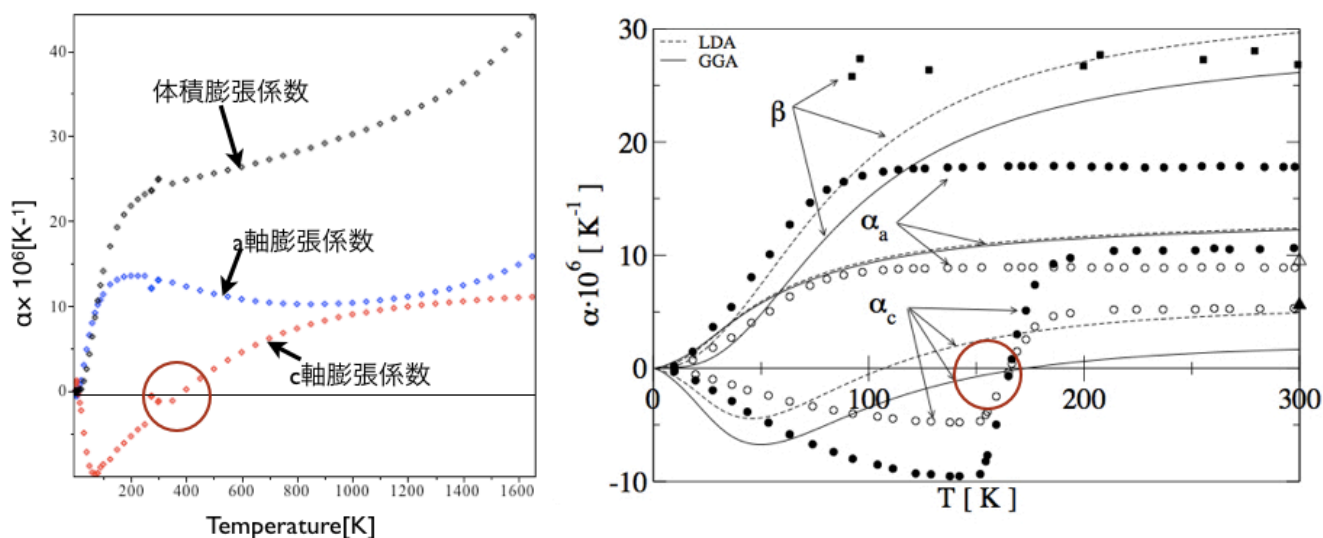 40
30
20
10
0
α× 10⁶[K-¹]
体積膨張係数
a軸膨張係数
c軸膨張係数
200 400 600 800 1000 1200 1400 1600
Temperature[K]
30
20
10
0
-10
α·10⁶ [ K⁻¹ ]
LDA
GGA
β
αₐ
α_c
0 100 200 300
T [ K ]